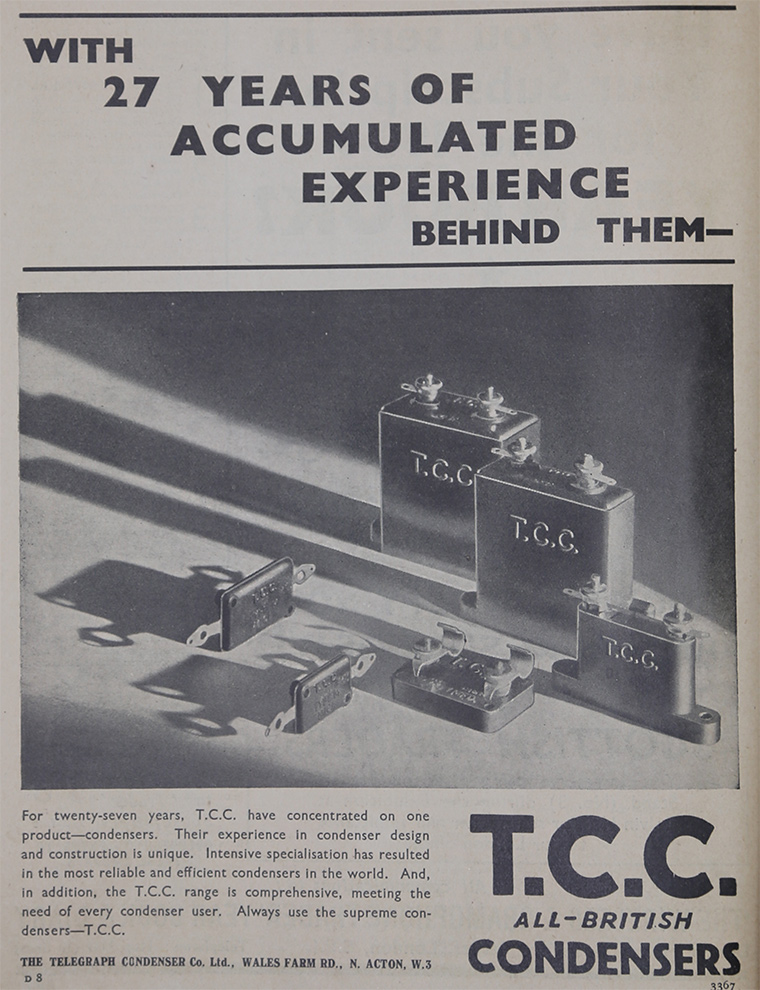 WITH
27 YEARS OF
ACCUMULATED
EXPERIENCE
BEHIND THEM—
T.C.C.
T.C.C.
T.C.C.
For twenty-seven years, T.C.C. have concentrated on one
product—condensers. Their experience in condenser design
and construction is unique. Intensive specialisation has resulted
in the most reliable and efficient condensers in the world. And,
in addition, the T.C.C. range is comprehensive, meeting the
need of every condenser user. Always use the supreme con-
densers—T.C.C.
THE TELEGRAPH CONDENSER Co. Ltd., WALES FARM RD., N. ACTON, W.3
D 8
T.C.C.
ALL-BRITISH
CONDENSERS
3367